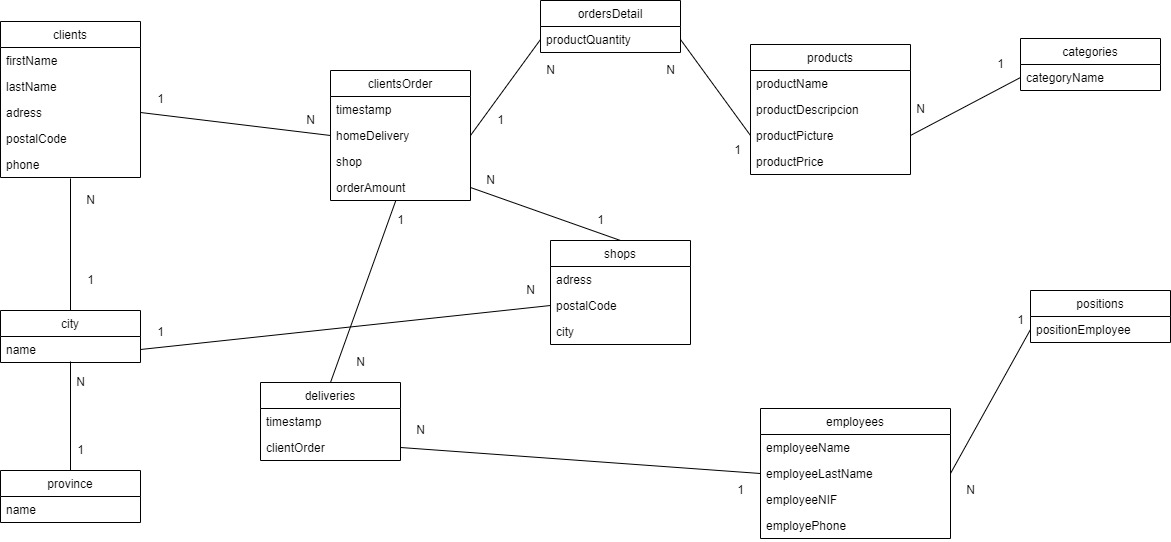 clients
firstName
lastName
adress
postalCode
phone
1
N
clientsOrder
timestamp
homeDelivery
shop
orderAmount
ordersDetail
productQuantity
N
1
N
1
products
productName
productDescripcion
productPicture
productPrice
1
N
categories
categoryName
N
1
N
1
shops
adress
postalCode
city
1
N
city
name
1
N
N
1
province
name
deliveries
timestamp
clientOrder
N
1
employees
employeeName
employeeLastName
employeeNIF
employePhone
1
N
positions
positionEmployee